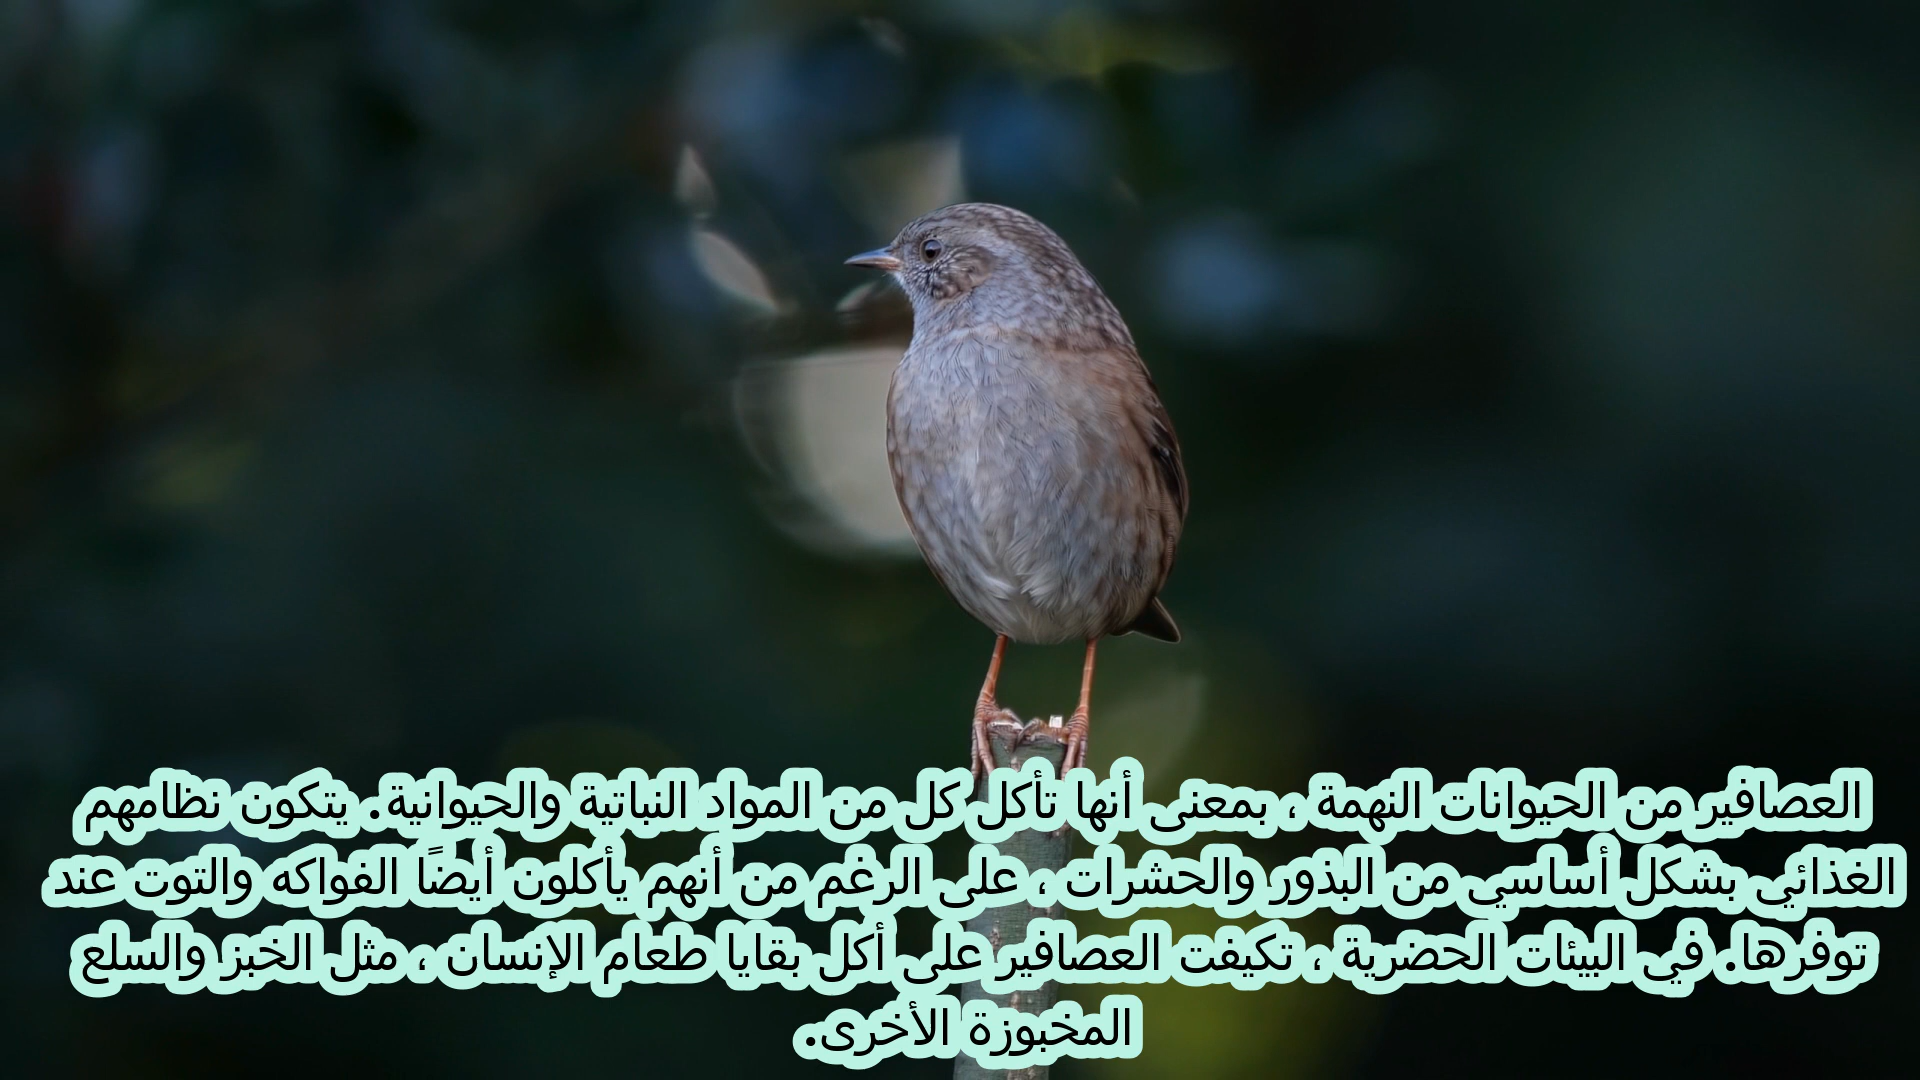 العصافير من الحيوانات النهمة ، بمعنى أنها تأكل كل من المواد النباتية والحيوانية. يتكون نظامهم
الغذائي بشكل أساسي من البذور والحشرات ، على الرغم من أنهم يأكلون أيضًا الفواكه والتوت عند
توفرها. في البيئات الحضرية ، تكيفت العصافير على أكل بقايا طعام الإنسان ، مثل الخبز والسلع
المخبوزة الأخرى.